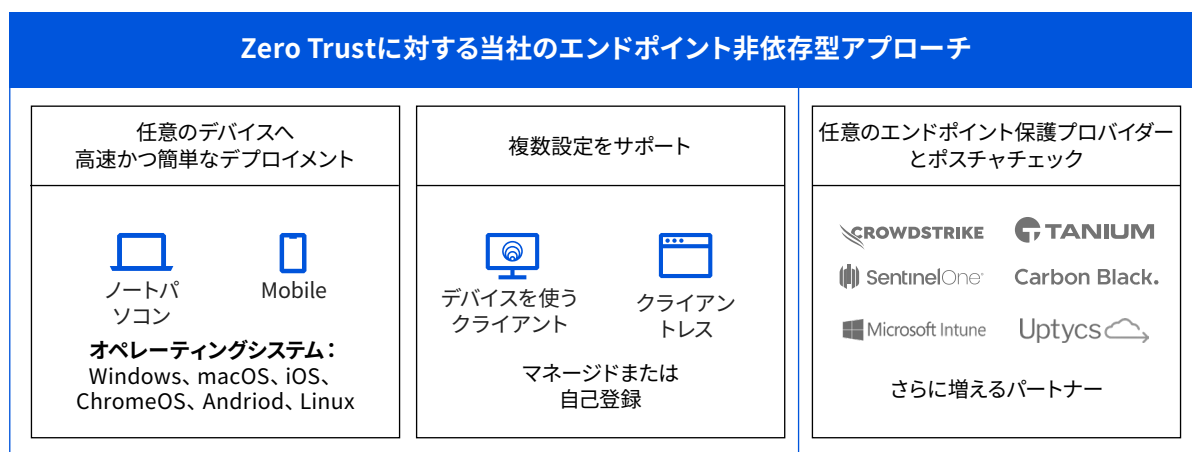 Zero Trustに対する当社のエンドポイント非依存型アプローチ
任意のデバイスへ
高速かつ簡単なデプロイメント
ノートパ
ソコン
Mobile
オペレーティングシステム：
Windows、macOS、iOS、
ChromeOS、Andriod、Linux
複数設定をサポート
デバイスを使う
クライアント
クライアン
トレス
マネージドまたは
自己登録
任意のエンドポイント保護プロバイダー
とポスチャチェック
CROWDSTRIKE
TANIUM
SentinelOne
Carbon Black.
Microsoft Intune
Uptycs
さらに増えるパートナー